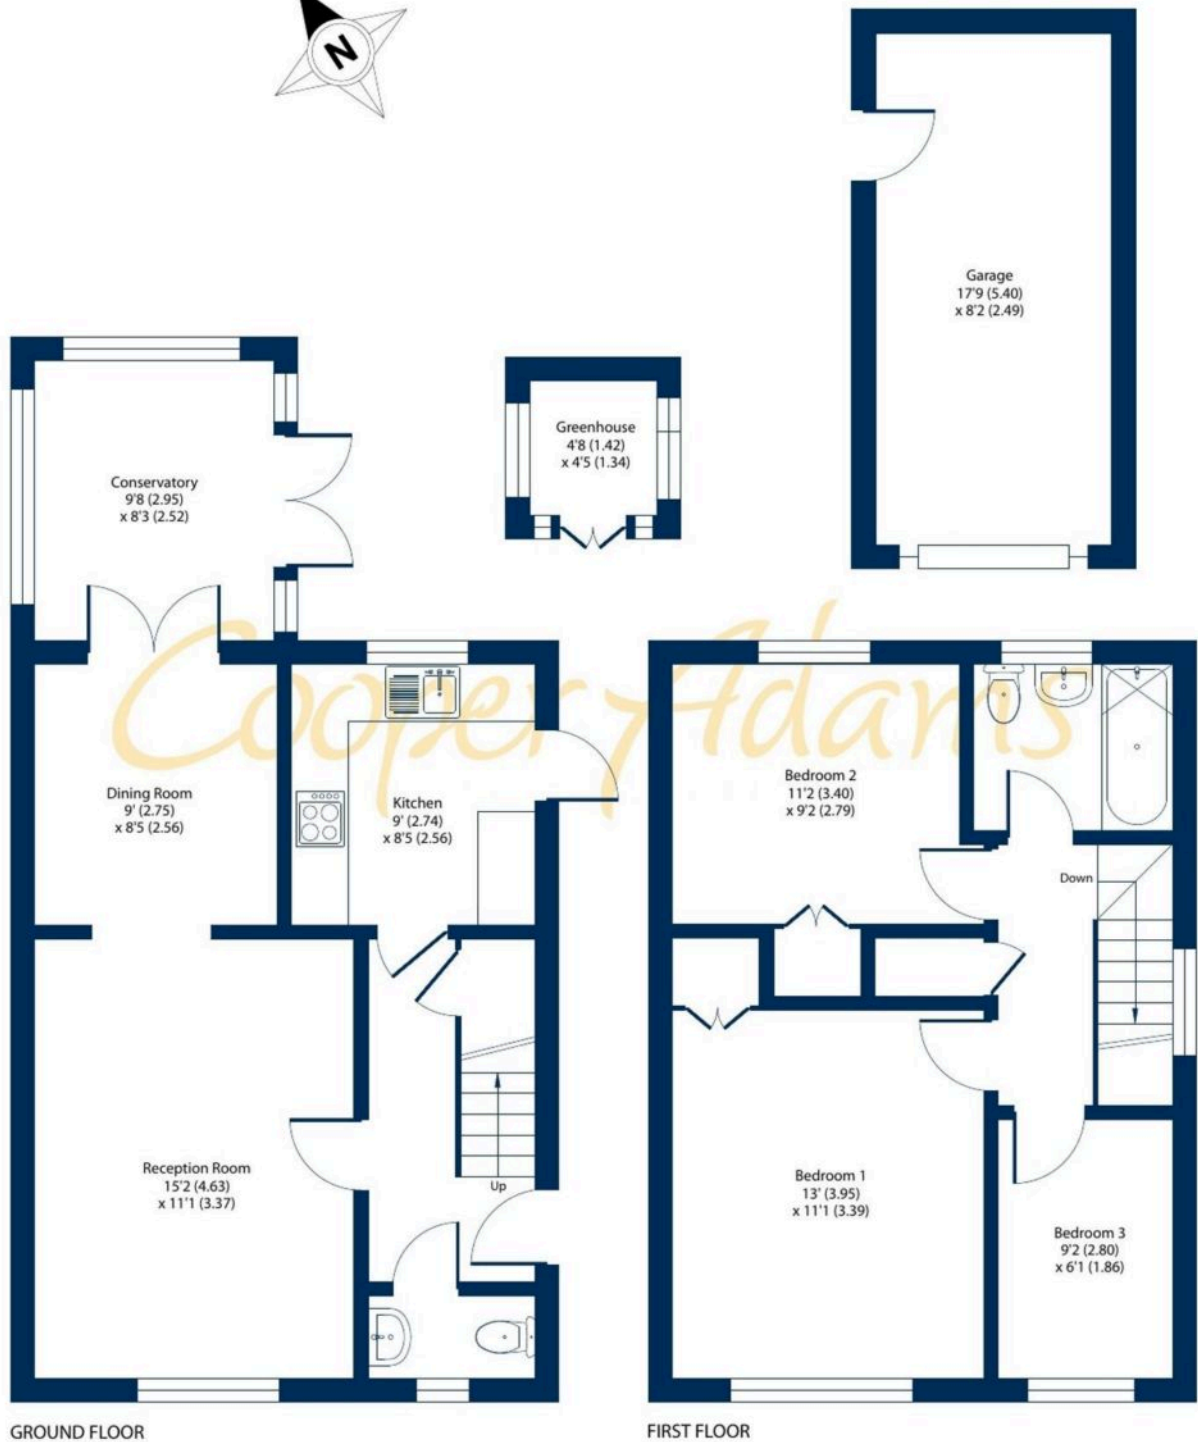 N
Garage
17'9 (5.40)
x 8'2 (2.49)
Greenhouse
4'8 (1.42)
x 4'5 (1.34)
Conservatory
9'8 (2.95)
x 8'3 (2.52)
Cooper Adams
Dining Room
9' (2.75)
x 8'5 (2.56)
Kitchen
9' (2.74)
x 8'5 (2.56)
Bedroom 2
11'2 (3.40)
x 9'2 (2.79)
Down
Reception Room
15'2 (4.63)
x 11'1 (3.37)
Up
Bedroom 1
13' (3.95)
x 11'1 (3.39)
Bedroom 3
9'2 (2.80)
x 6'1 (1.86)
GROUND FLOOR
FIRST FLOOR